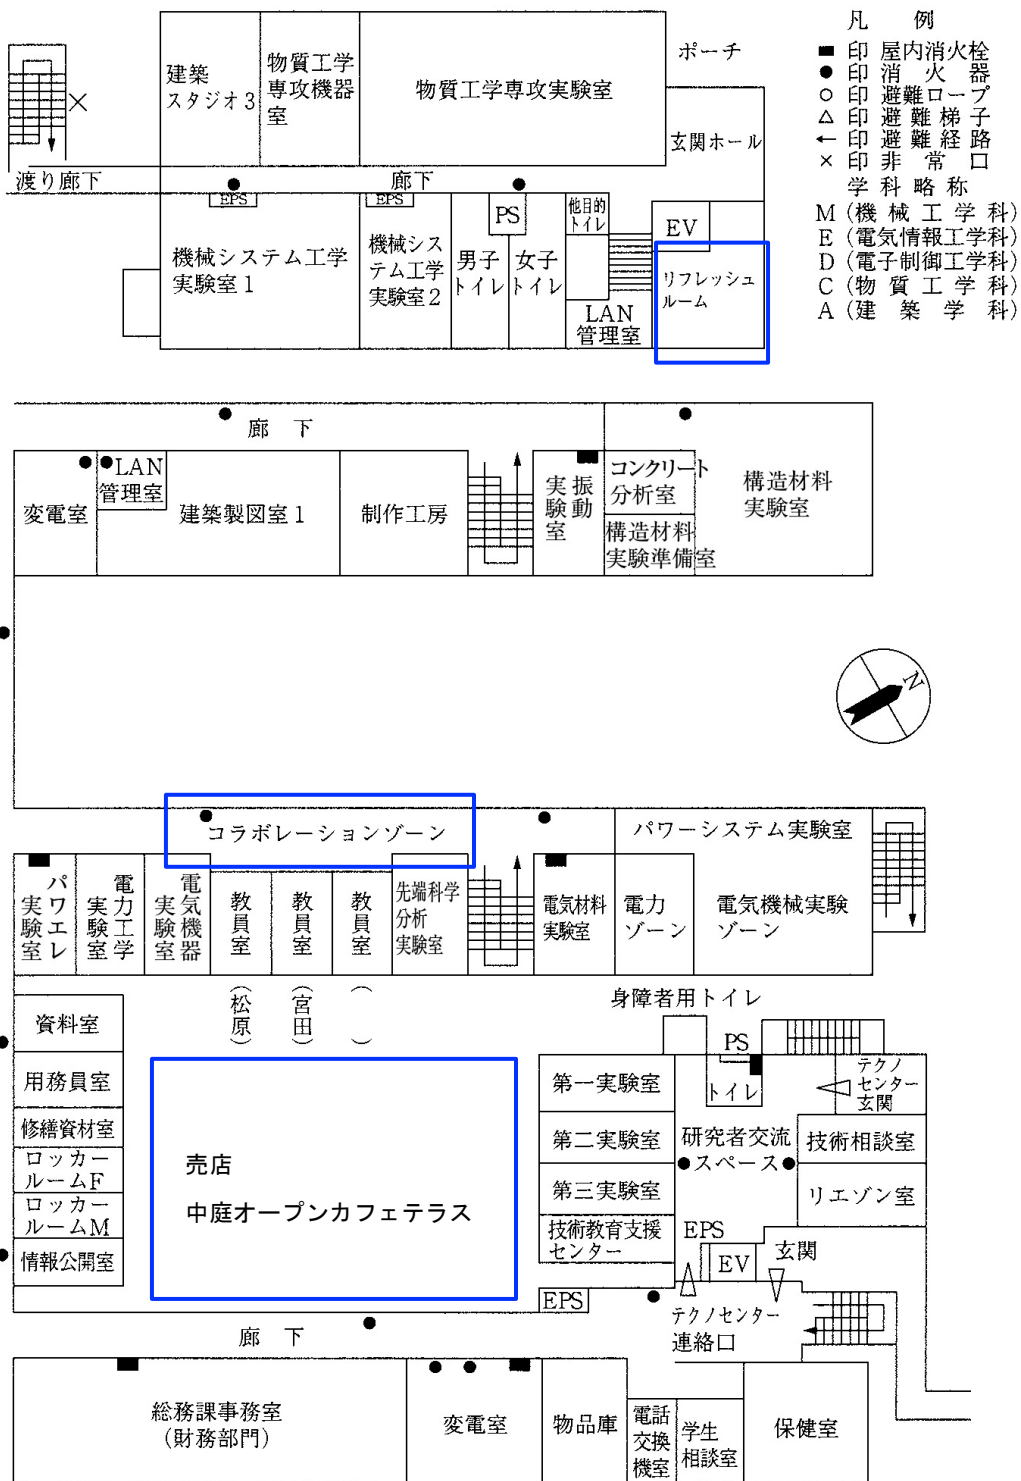 凡 例
■ 印 屋内消火栓
● 印 消火器
○ 印 避難ロープ
△ 印 避難梯子
← 印 避難経路
× 印 非常口
学科略称
M (機械工学科)
E (電気情報工学科)
D (電子制御工学科)
C (物質工学科)
A (建築学科)
ポーチ
建築
スタジオ3
物質工学
専攻機器
室
物質工学専攻実験室
玄関ホール
渡り廊下
廊下
EPS
EPS
PS
他目的
トイレ
EV
機械システム工学
実験室1
機械シス
テム工学
実験室2
男子
トイレ
女子
トイレ
リフレッシュ
ルーム
LAN
管理室
廊 下
変電室
LAN
管理室
建築製図室1
制作工房
振動
実験室
コンクリート
分析室
構造材料
実験準備室
構造材料
実験室
N
コラボレーションゾーン
パワーシステム実験室
パワエレ
実験室
電力工学
実験室
電気機器
実験室
教員室
(松原)
教員室
(宮田)
教員室
( )
先端科学
分析
実験室
電気材料
実験室
電力
ゾーン
電気機械実験
ゾーン
身障者用トイレ
資料室
用務員室
修繕資材室
ロッカー
ルームF
ロッカー
ルームM
情報公開室
売店
中庭オープンカフェテラス
第一実験室
第二実験室
第三実験室
技術教育支援
センター
PS
トイレ
テクノ
センター
玄関
研究者交流
スペース
技術相談室
リエゾン室
EPS
EV
玄関
EPS
テクノセンター
連絡口
廊 下
総務課事務室
(財務部門)
変電室
物品庫
電話
交換
機室
学生
相談室
保健室